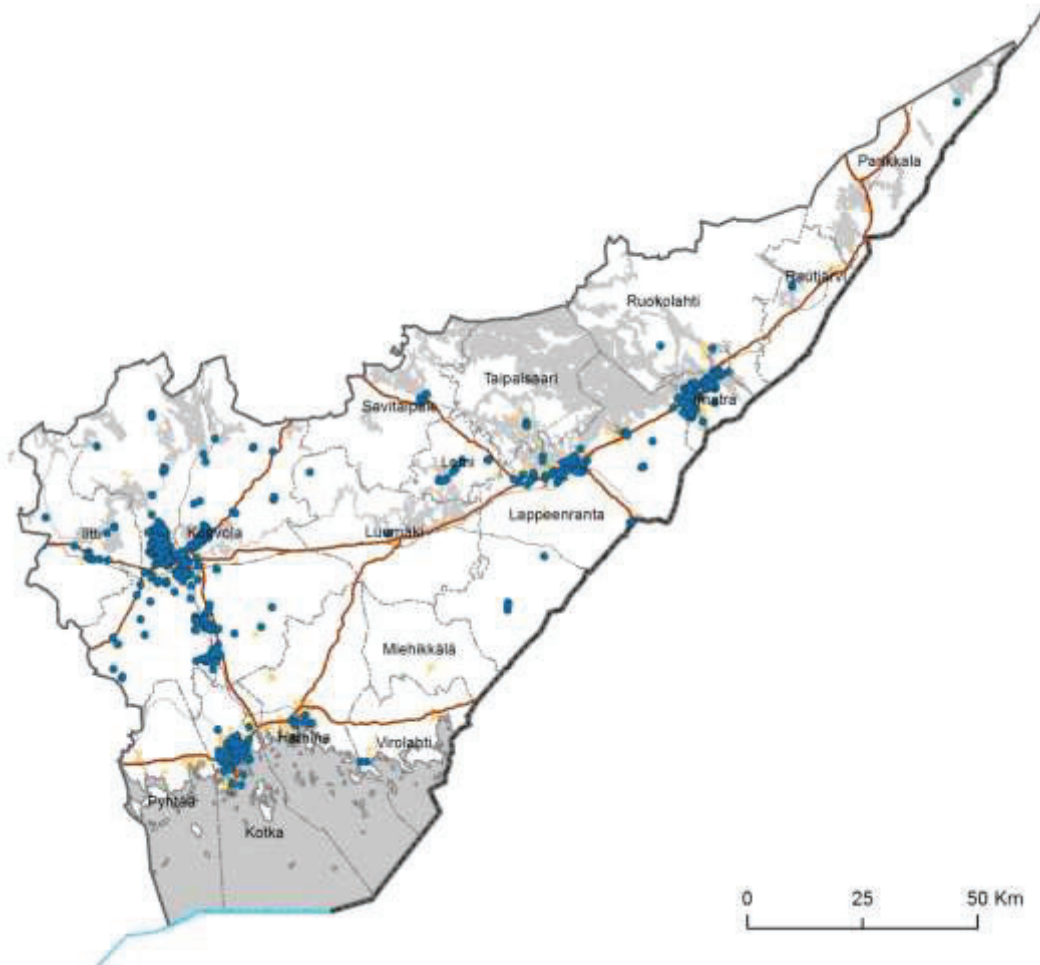 Parikkala
Rautjärvi
Ruokolahti
Taipalsaari
Imatra
Savitaipale
Lemi
Lappeenranta
Iitti
Kouvola
Luumäki
Miehikkälä
Hamina
Virolahti
Pyhtää
Kotka
0 25 50 Km